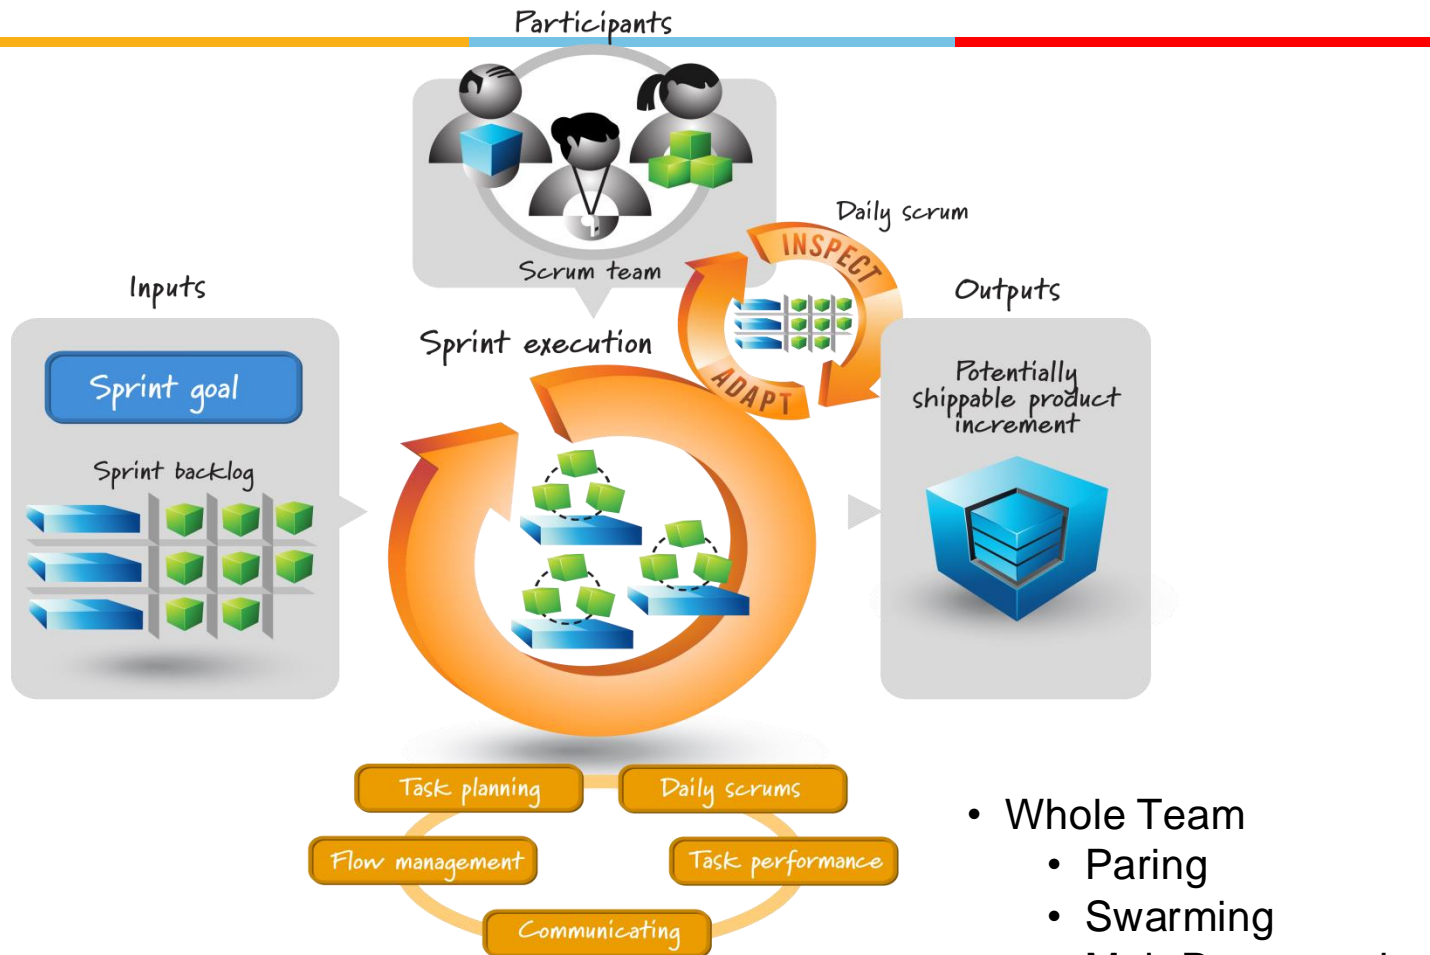 Participants
Scrum team
Daily scrum
INSPECT
ADAPT
Inputs
Sprint goal
Sprint backlog
Sprint execution
Outputs
Potentially
shippable product
increment
Task planning
Daily scrums
Flow management
Task performance
Communicating
• Whole Team
• Paring
• Swarming